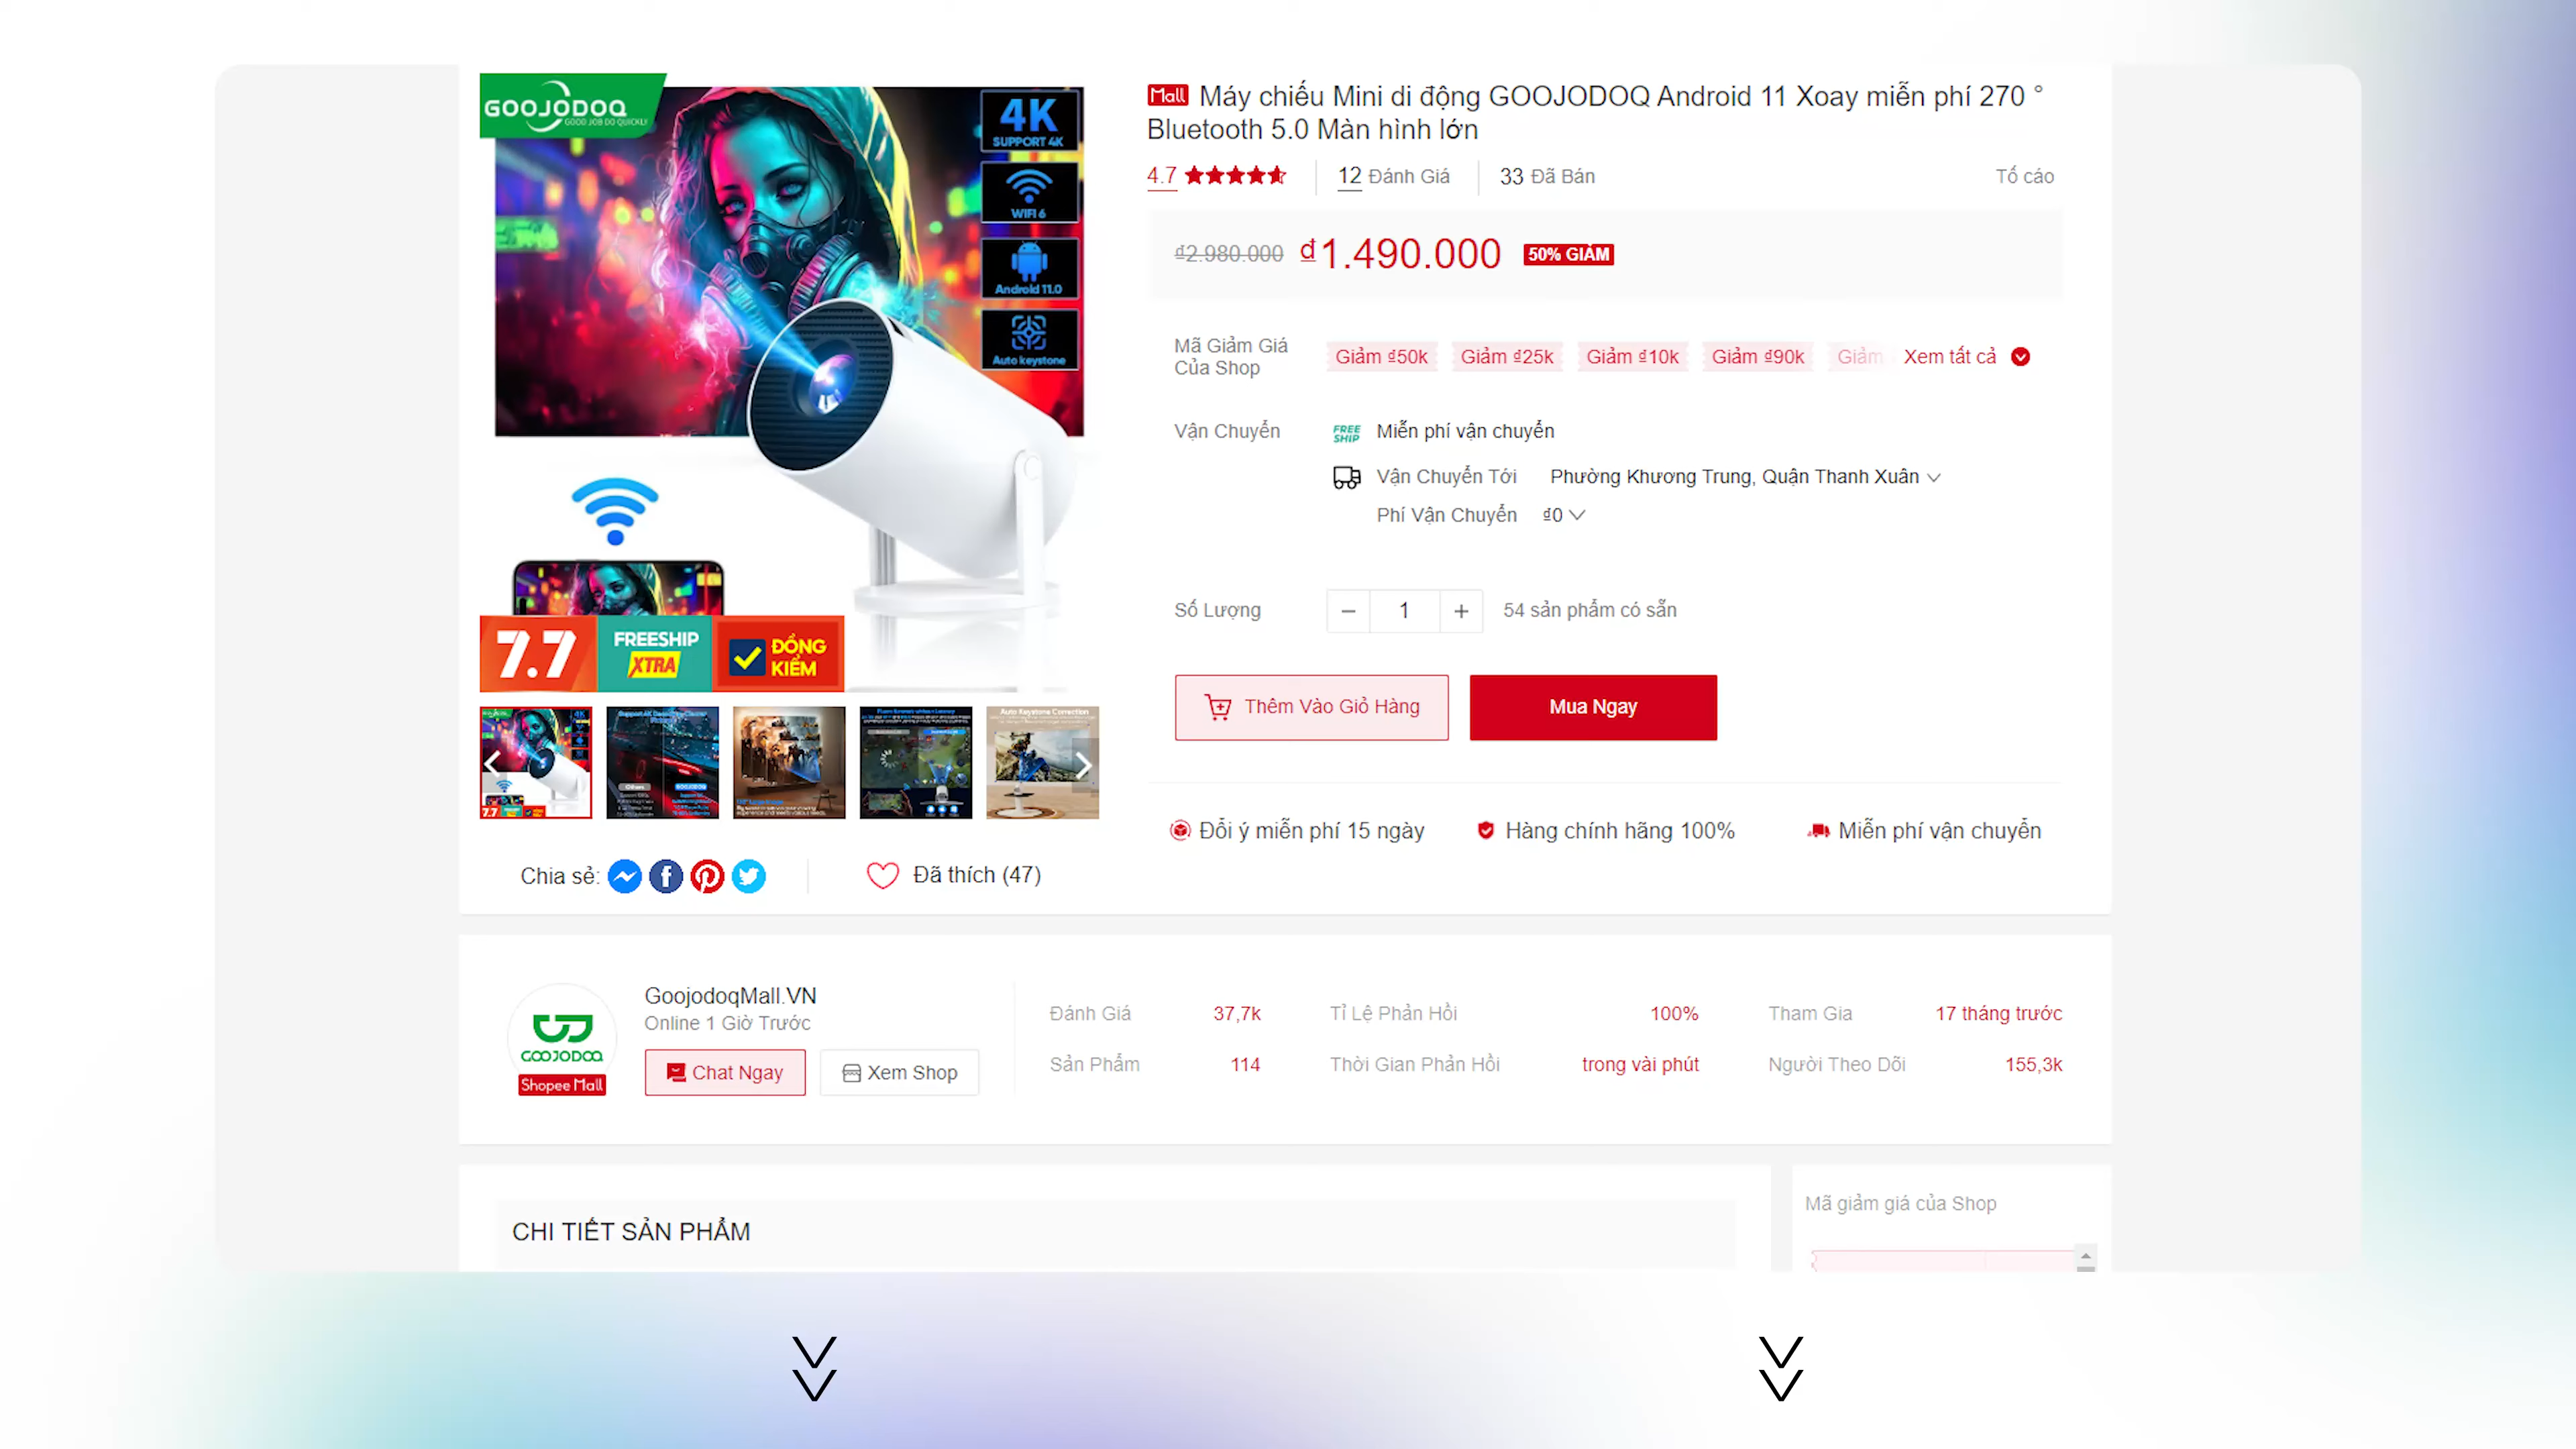 GOOJODOQ
GOOD JOB DO QUICKLY
4K
SUPPORT 4K
WIFI 6
Android 11.0
Auto keystone
7.7
FREESHIP
XTRA
ĐỒNG
KIỂM
Auto Keystone Correction
Chia sẻ:
Đã thích (47)
Mall Máy chiếu Mini di động GOOJODOQ Android 11 Xoay miễn phí 270 °
Bluetooth 5.0 Màn hình lớn
4.7
12 Đánh Giá
33 Đã Bán
Tố cáo
₫2.980.000 ₫1.490.000 50% GIẢM
Mã Giảm Giá
Của Shop
Giảm ₫50k
Giảm ₫25k
Giảm ₫10k
Giảm ₫90k
Giảm
Xem tất cả
Vận Chuyển
FREE
SHIP
Miễn phí vận chuyển
Vận Chuyển Tới Phường Khương Trung, Quận Thanh Xuân
Phí Vận Chuyển ₫0
Số Lượng
− 1 +
54 sản phẩm có sẵn
Thêm Vào Giỏ Hàng
Mua Ngay
Đổi ý miễn phí 15 ngày
Hàng chính hãng 100%
Miễn phí vận chuyển
GOOJODOQ
Shopee Mall
GoojodoqMall.VN
Online 1 Giờ Trước
Chat Ngay
Xem Shop
Đánh Giá 37,7k
Tỉ Lệ Phản Hồi 100%
Tham Gia 17 tháng trước
Sản Phẩm 114
Thời Gian Phản Hồi trong vài phút
Người Theo Dõi 155,3k
CHI TIẾT SẢN PHẨM
Mã giảm giá của Shop